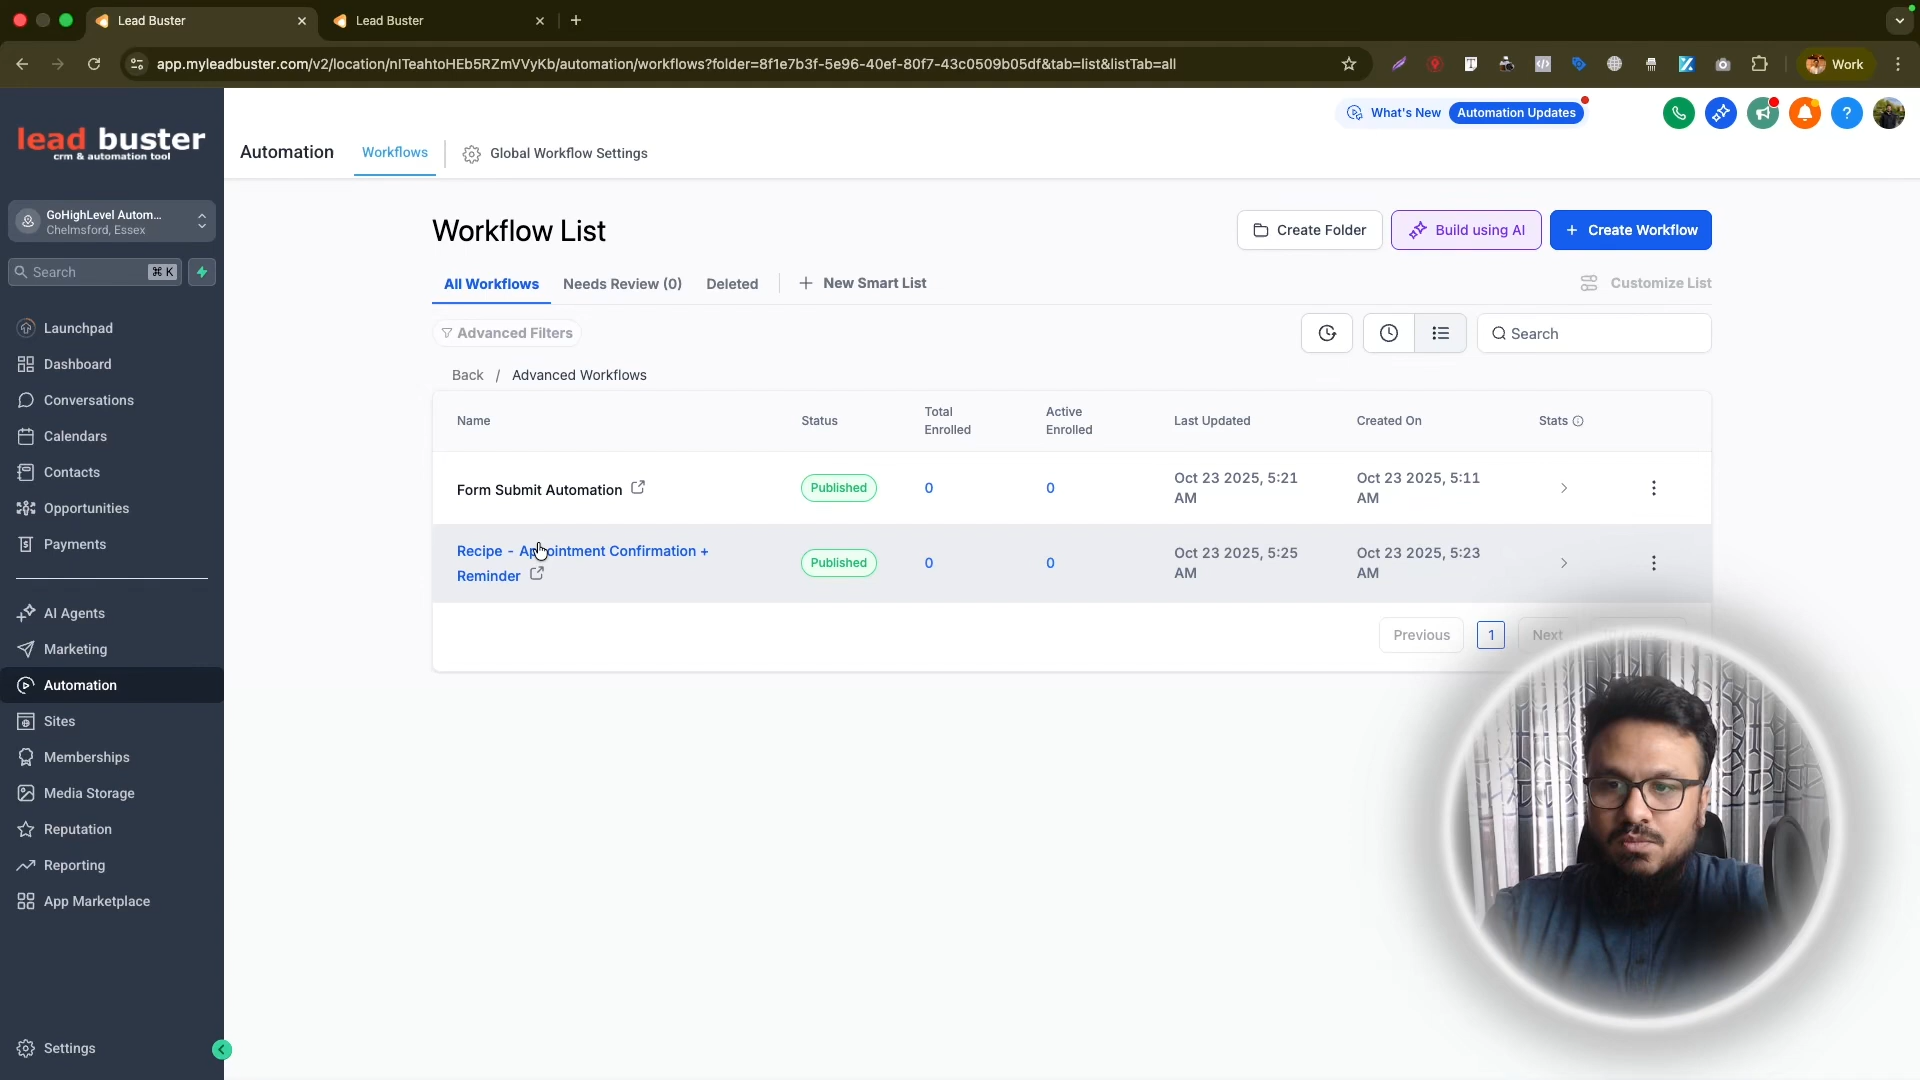 Lead Buster
Lead Buster
app.myleadbuster.com/v2/location/nITeahtoHEb5RZmVVyKb/automation/workflows?folder=8f1e7b3f-5e96-40ef-80f7-43c0509b05df&tab=list&listTab=all
Work
lead buster
crm & automation tool
GoHighLevel Autom...
Chelmsford, Essex
Search
⌘ K
Launchpad
Dashboard
Conversations
Calendars
Contacts
Opportunities
Payments
AI Agents
Marketing
Automation
Sites
Memberships
Media Storage
Reputation
Reporting
App Marketplace
Settings
What's New
Automation Updates
Automation
Workflows
Global Workflow Settings
Workflow List
Create Folder
Build using AI
+ Create Workflow
All Workflows
Needs Review (0)
Deleted
+ New Smart List
Customize List
Advanced Filters
Search
Back / Advanced Workflows
Name
Status
Total
Enrolled
Active
Enrolled
Last Updated
Created On
Stats
Form Submit Automation
Published
0
0
Oct 23 2025, 5:21
AM
Oct 23 2025, 5:11
AM
Recipe - Appointment Confirmation +
Reminder
Published
0
0
Oct 23 2025, 5:25
AM
Oct 23 2025, 5:23
AM
Previous
1
Next